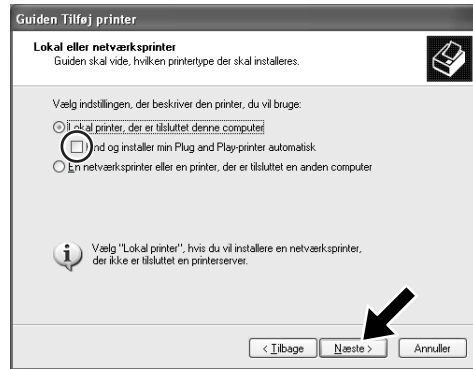 Guiden Tilføj printer
Lokal eller netværksprinter
Guiden skal vide, hvilken printertype der skal installeres.
Vælg indstillingen, der beskriver den printer, du vil bruge:
Lokal printer, der er tilsluttet denne computer
Find og installer min Plug and Play-printer automatisk
En netværksprinter eller en printer, der er tilsluttet en anden computer
Vælg "Lokal printer", hvis du vil installere en netværksprinter,
der ikke er tilsluttet en printerserver.
< Tilbage
Næste >
Annuller